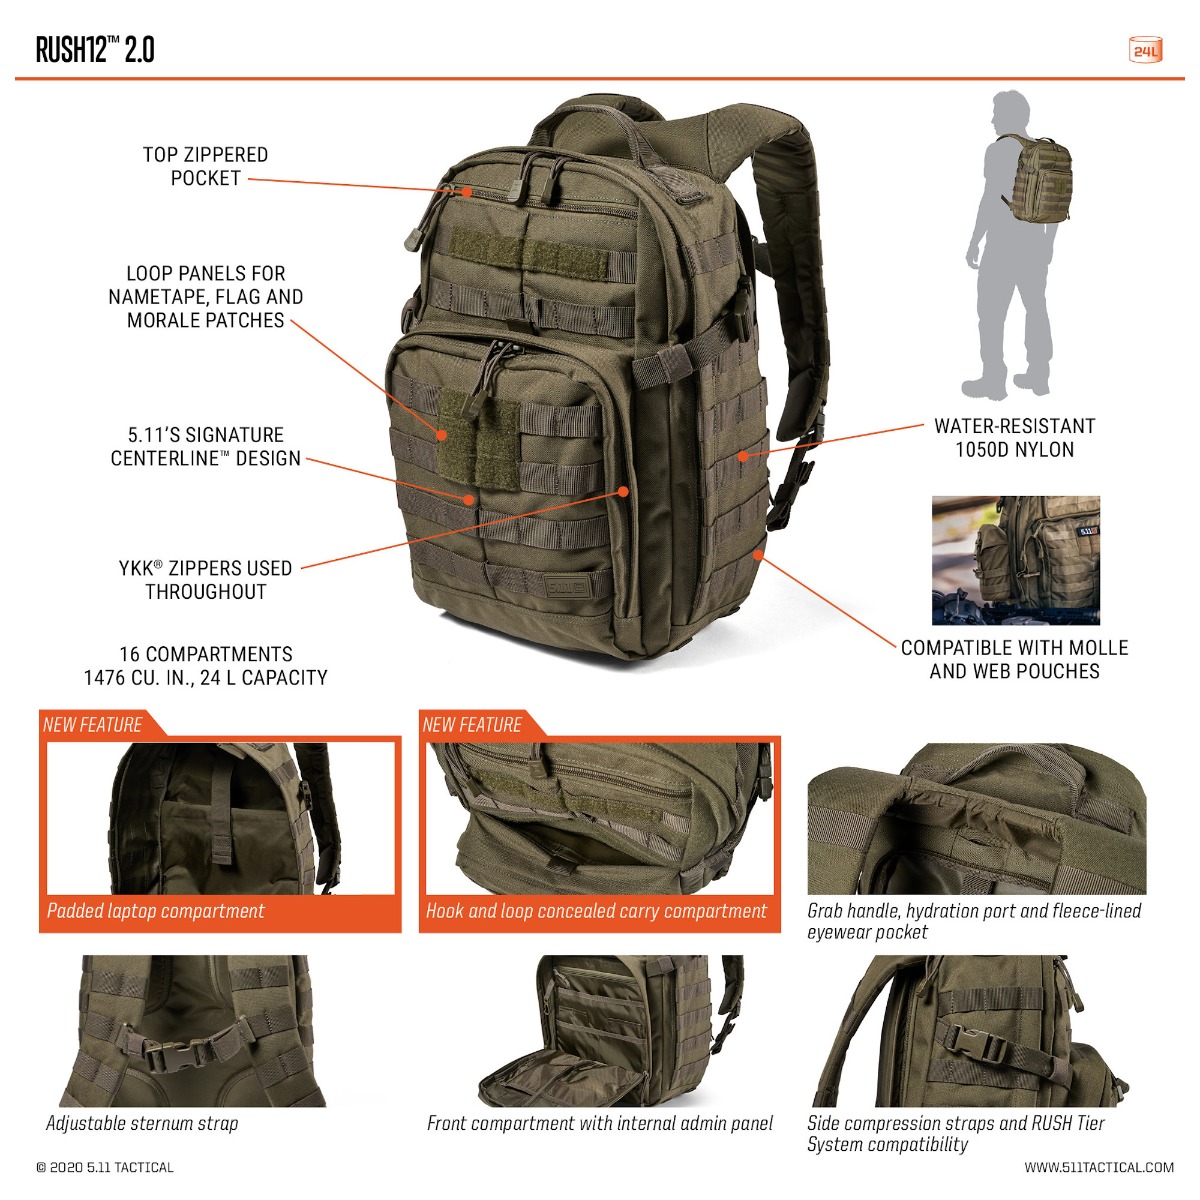 RUSH12™ 2.0
24L
TOP ZIPPERED
POCKET
LOOP PANELS FOR
NAMETAPE, FLAG AND
MORALE PATCHES
5.11'S SIGNATURE
CENTERLINE™ DESIGN
YKK® ZIPPERS USED
THROUGHOUT
16 COMPARTMENTS
1476 CU. IN., 24 L CAPACITY
WATER-RESISTANT
1050D NYLON
5.11
5.11
COMPATIBLE WITH MOLLE
AND WEB POUCHES
NEW FEATURE
Padded laptop compartment
NEW FEATURE
Hook and loop concealed carry compartment
Grab handle, hydration port and fleece-lined
eyewear pocket
Adjustable sternum strap
Front compartment with internal admin panel
Side compression straps and RUSH Tier
System compatibility
© 2020 5.11 TACTICAL
WWW.511TACTICAL.COM